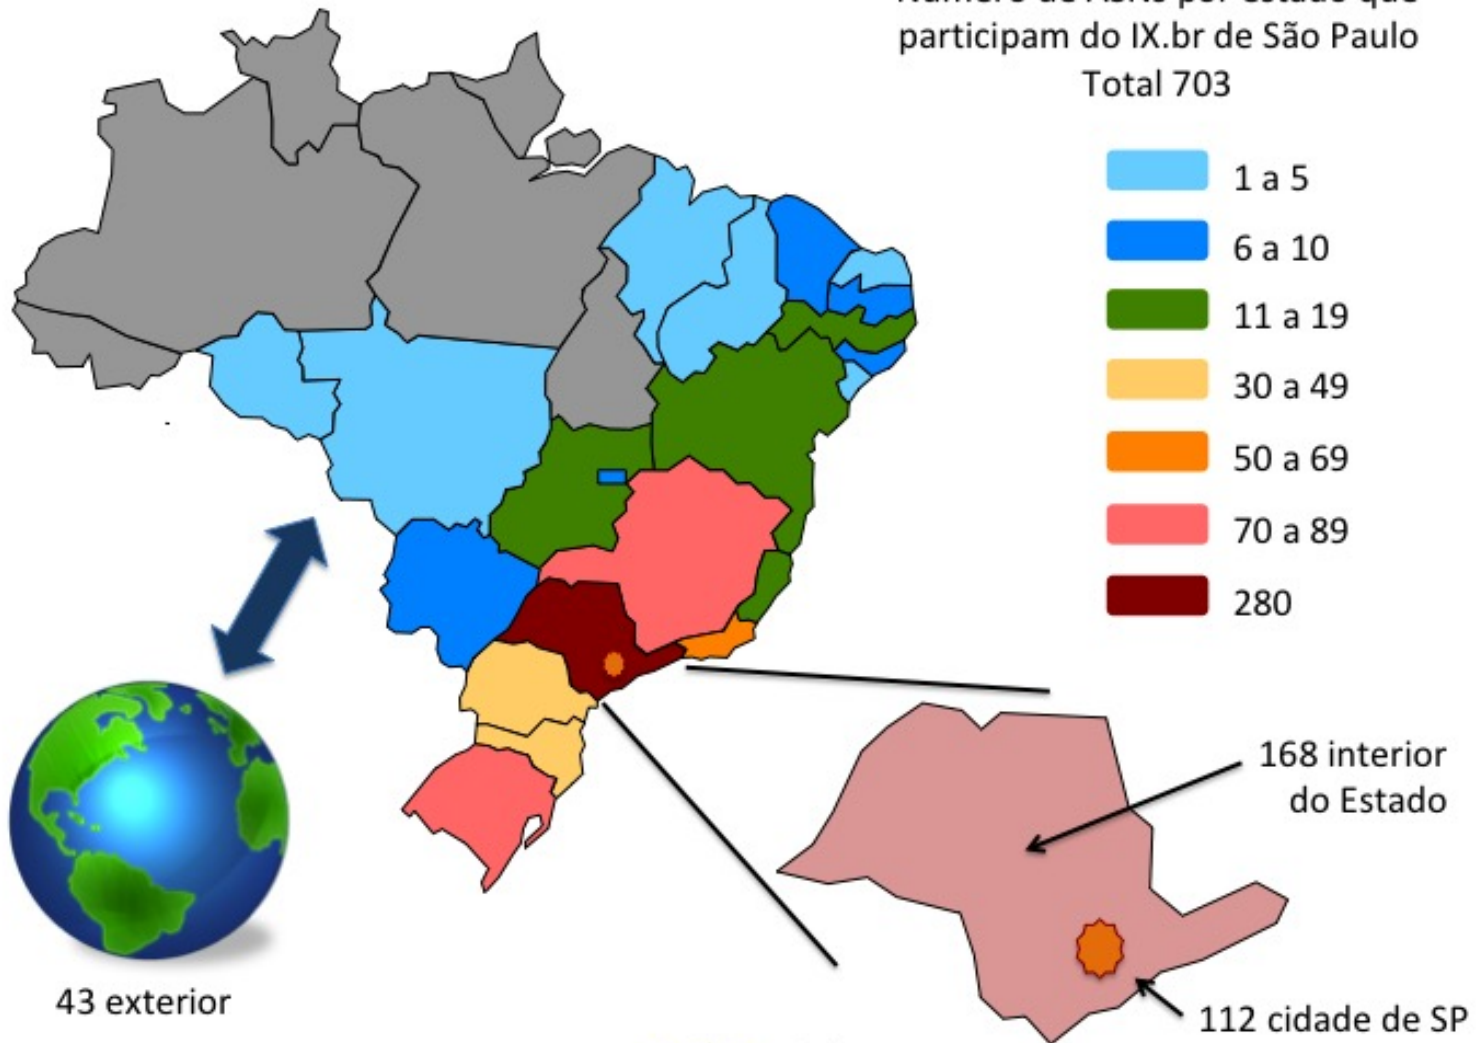 participam do IX.br de São Paulo
Total 703
1 a 5
6 a 10
11 a 19
30 a 49
50 a 69
70 a 89
280
168 interior
do Estado
112 cidade de SP
43 exterior